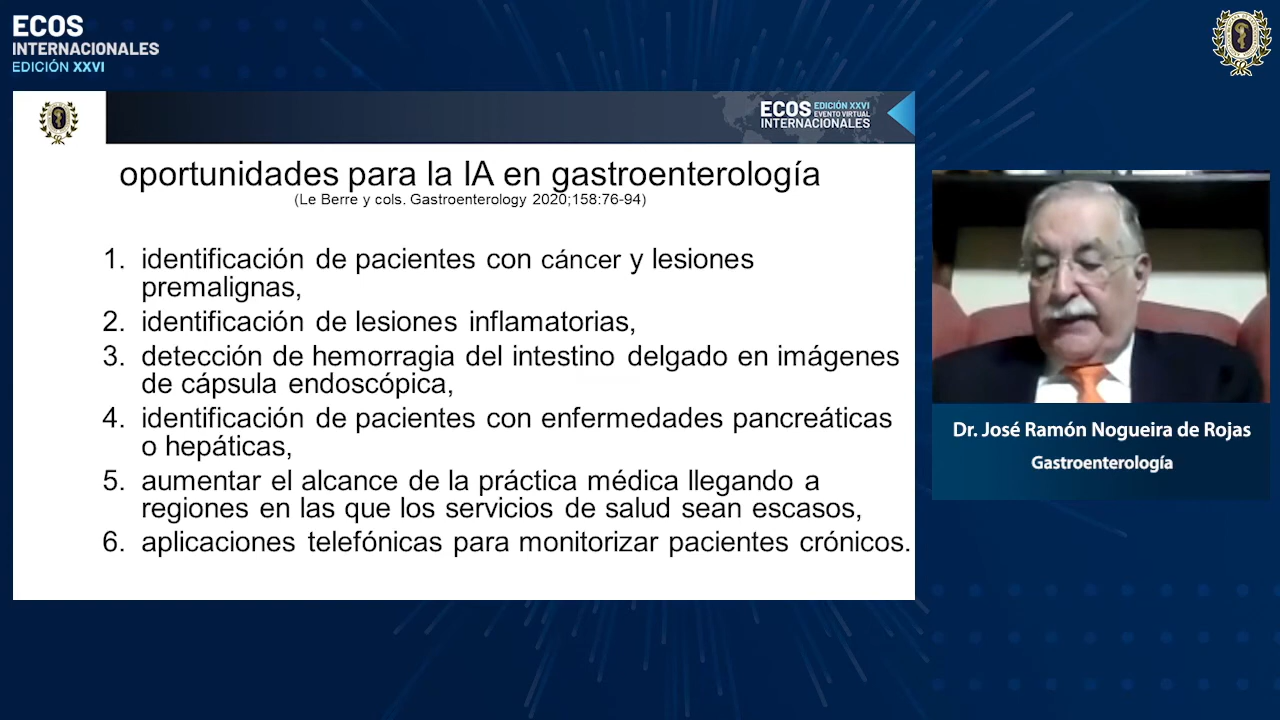 ECOS
INTERNACIONALES
EDICIÓN XXVI
ECOS EDICIÓN XXVI
EVENTO VIRTUAL
INTERNACIONALES
oportunidades para la IA en gastroenterología
(Le Berre y cols. Gastroenterology 2020;158:76-94)
1. identificación de pacientes con cáncer y lesiones
premalignas,
2. identificación de lesiones inflamatorias,
3. detección de hemorragia del intestino delgado en imágenes
de cápsula endoscópica,
4. identificación de pacientes con enfermedades pancreáticas
o hepáticas,
5. aumentar el alcance de la práctica médica llegando a
regiones en las que los servicios de salud sean escasos,
6. aplicaciones telefónicas para monitorizar pacientes crónicos.
Dr. José Ramón Nogueira de Rojas
Gastroenterología